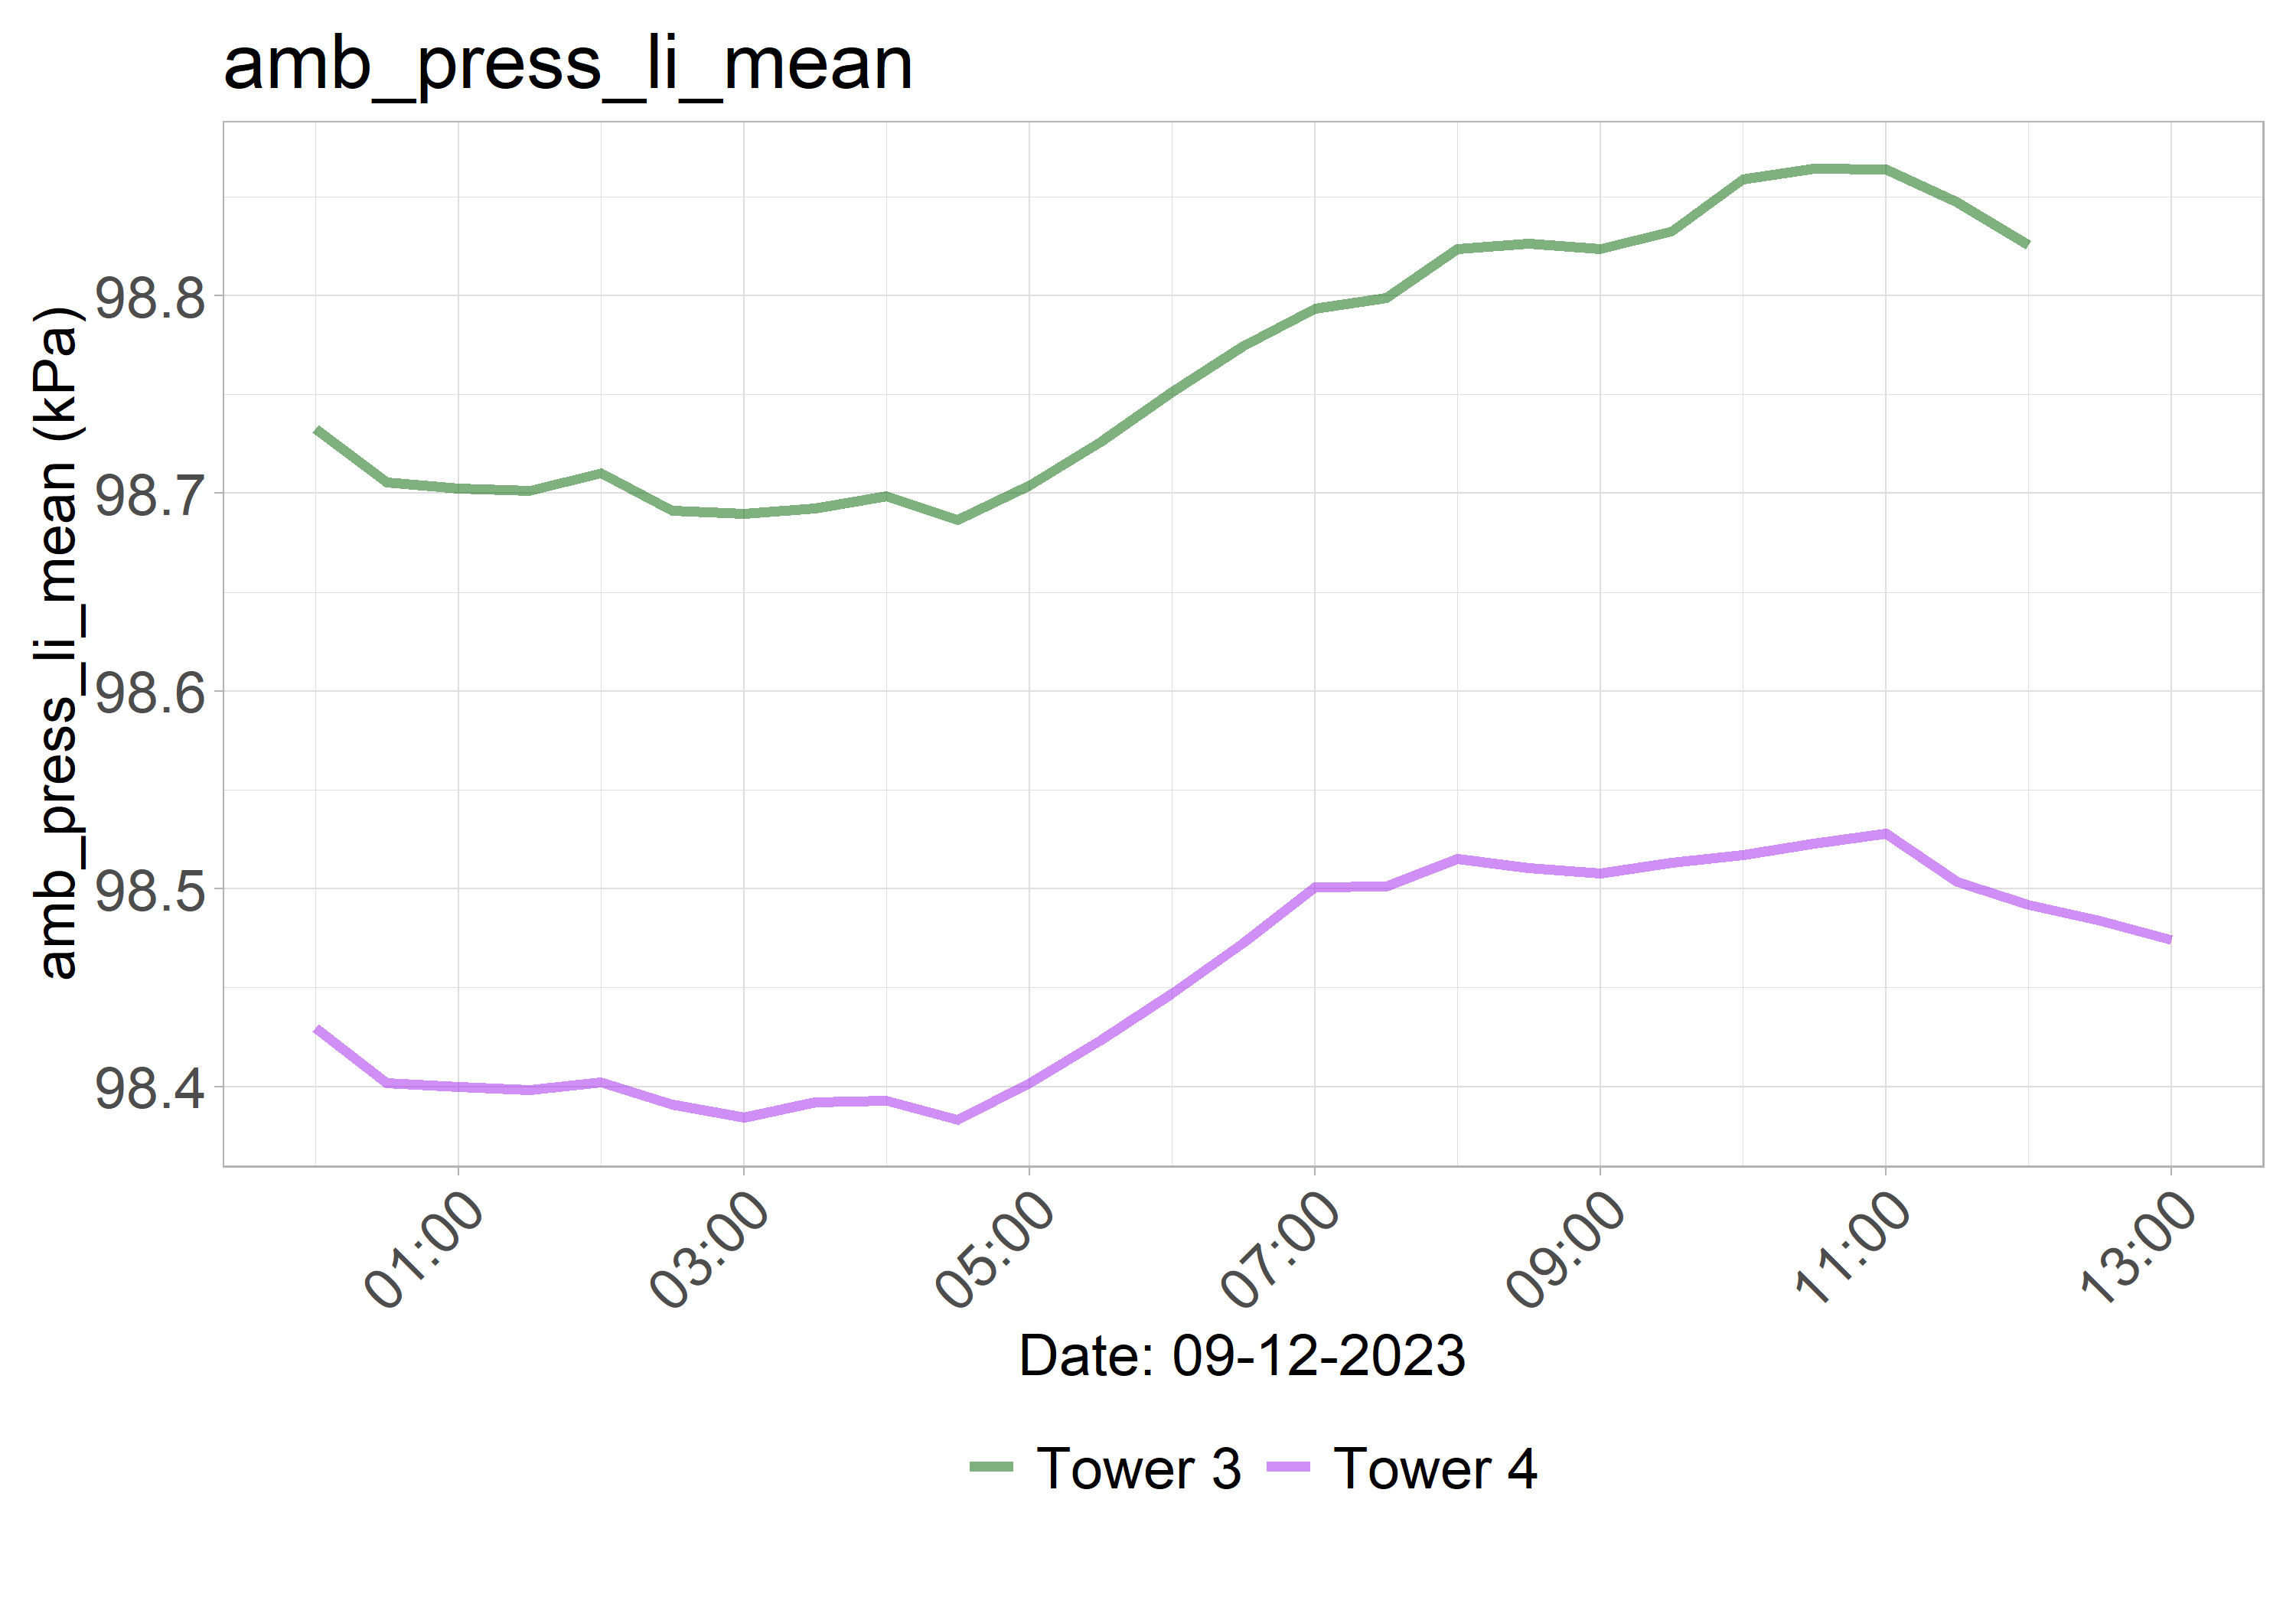 amb_press_li_mean
amb_press_li_mean (kPa)
98.8
98.7
98.6
98.5
98.4
01:00
03:00
05:00
07:00
09:00
11:00
13:00
Date: 09-12-2023
Tower 3
Tower 4